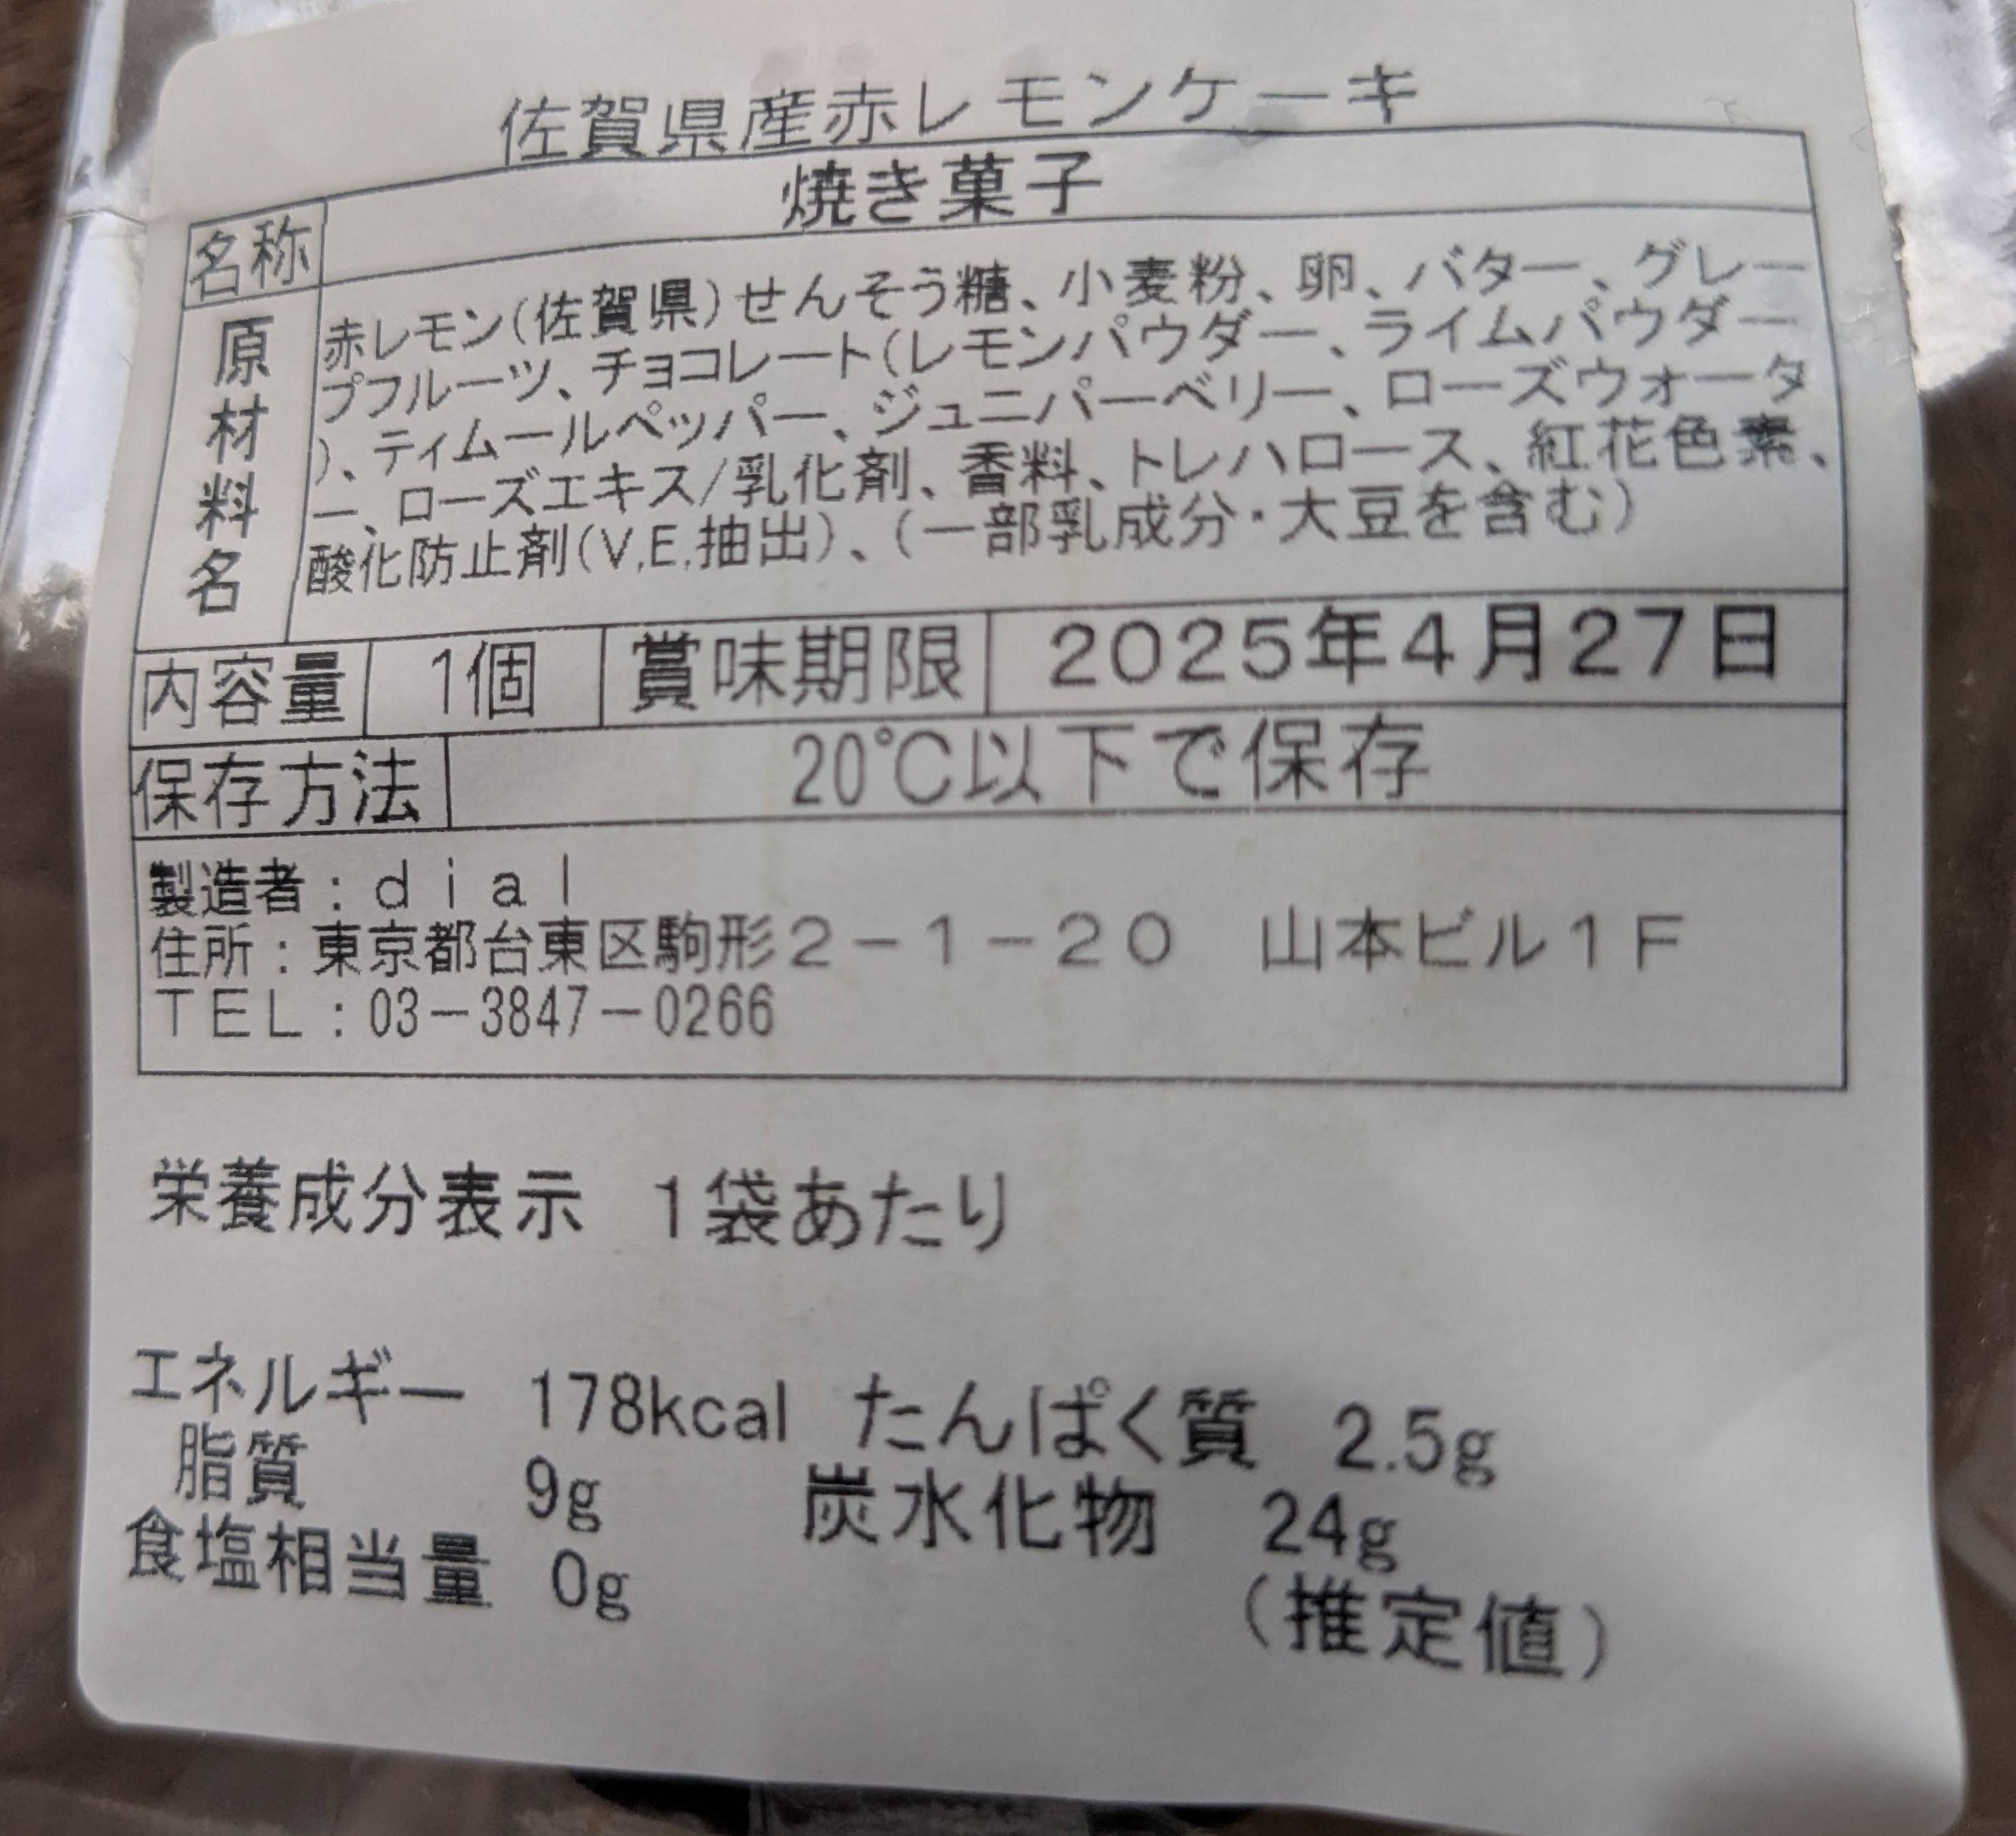 佐賀県産赤レモンケーキ
名称 焼き菓子
原材料名
赤レモン(佐賀県)せんそう糖、小麦粉、卵、バター、グレー
プフルーツ、チョコレート(レモンパウダー、ライムパウダー
)、ティムールペッパー、ジュニパーベリー、ローズウォータ
ー、ローズエキス/乳化剤、香料、トレハロース、紅花色素、
酸化防止剤(V,E,抽出)、(一部乳成分・大豆を含む)
内容量 1個 賞味期限 2025年4月27日
保存方法 20℃以下で保存
製造者:dial
住所:東京都台東区駒形2-1-20 山本ビル1F
TEL:03-3847-0266
栄養成分表示 1袋あたり
エネルギー 178kcal たんぱく質 2.5g
脂質 9g 炭水化物 24g
食塩相当量 0g (推定値)